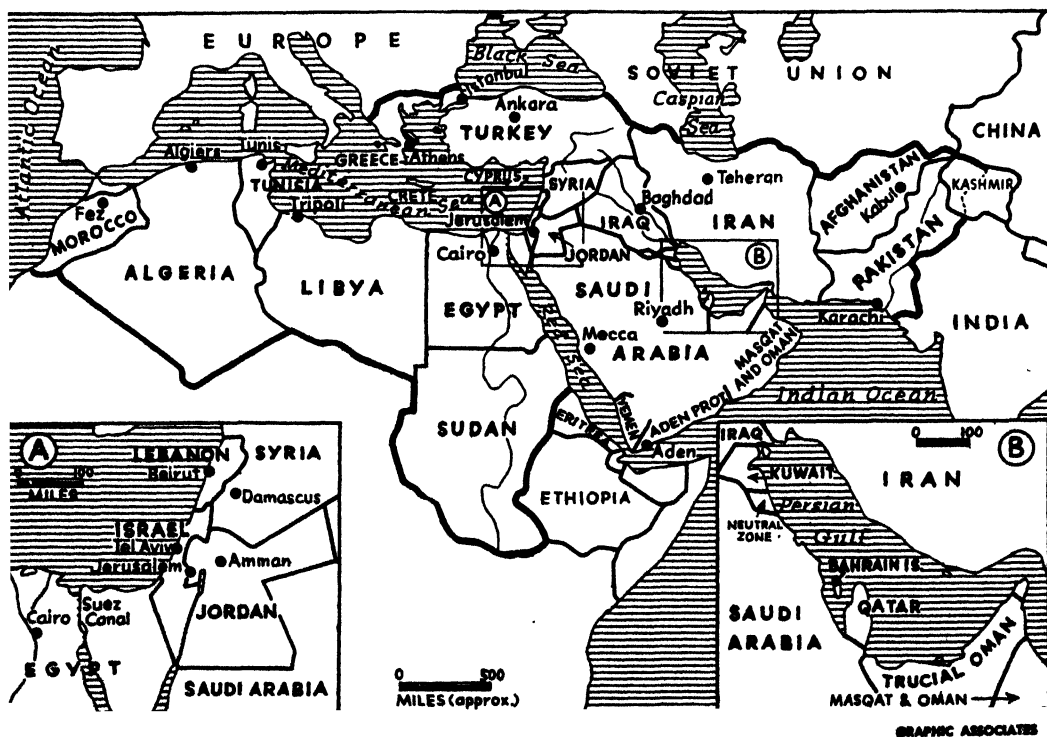 EUROPE
Black Sea
SOVIET UNION
Atlantic Ocean
Istanbul
Ankara
Caspian Sea
CHINA
Algiers
Tunis
GREECE
Athens
TURKEY
TUNISIA
Mediterranean Sea
CRETE
CYPRUS
SYRIA
Teheran
AFGHANISTAN
Kabul
KASHMIR
Fez
MOROCCO
Tripoli
A
Jerusalem
Baghdad
IRAQ
IRAN
PAKISTAN
Cairo
JORDAN
B
ALGERIA
LIBYA
EGYPT
SAUDI ARABIA
Riyadh
Karachi
INDIA
Red Sea
Mecca
MASQAT AND OMAN
Indian Ocean
SUDAN
ERITREA
YEMEN
ADEN PROT.
Aden
ETHIOPIA
0 500
MILES (approx.)
A
0 100
MILES
LEBANON
Beirut
SYRIA
Damascus
ISRAEL
Tel Aviv
Jerusalem
Amman
Cairo
Suez Canal
JORDAN
EGYPT
SAUDI ARABIA
0 100
B
IRAQ
KUWAIT
IRAN
Persian Gulf
NEUTRAL ZONE
BAHRAIN IS.
SAUDI ARABIA
QATAR
TRUCIAL OMAN
MASQAT & OMAN
GRAPHIC ASSOCIATES